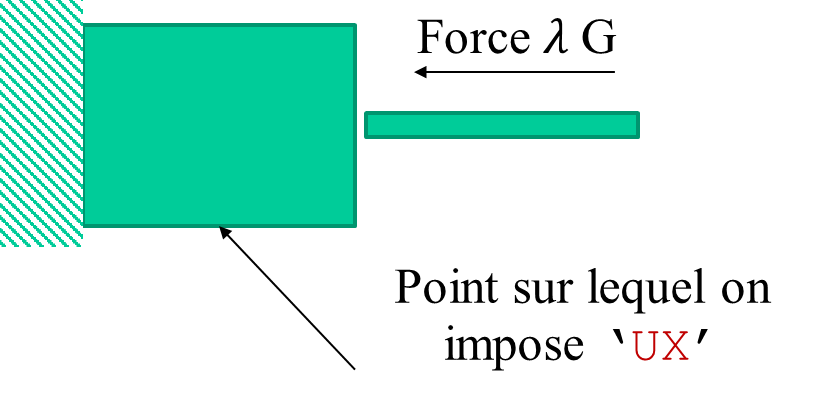 Force λ G
Point sur lequel on
impose ‘UX’